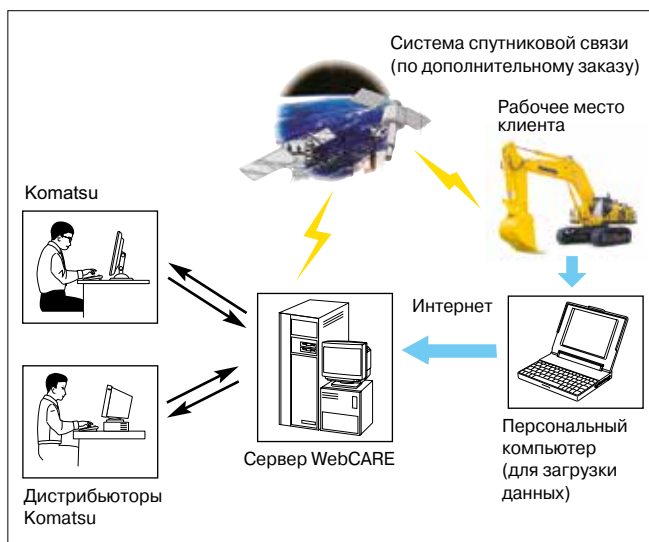 Система спутниковой связи
(по дополнительному заказу)
Рабочее место
клиента
Komatsu
Интернет
Сервер WebCARE
Персональный
компьютер
(для загрузки
данных)
Дистрибьюторы
Komatsu